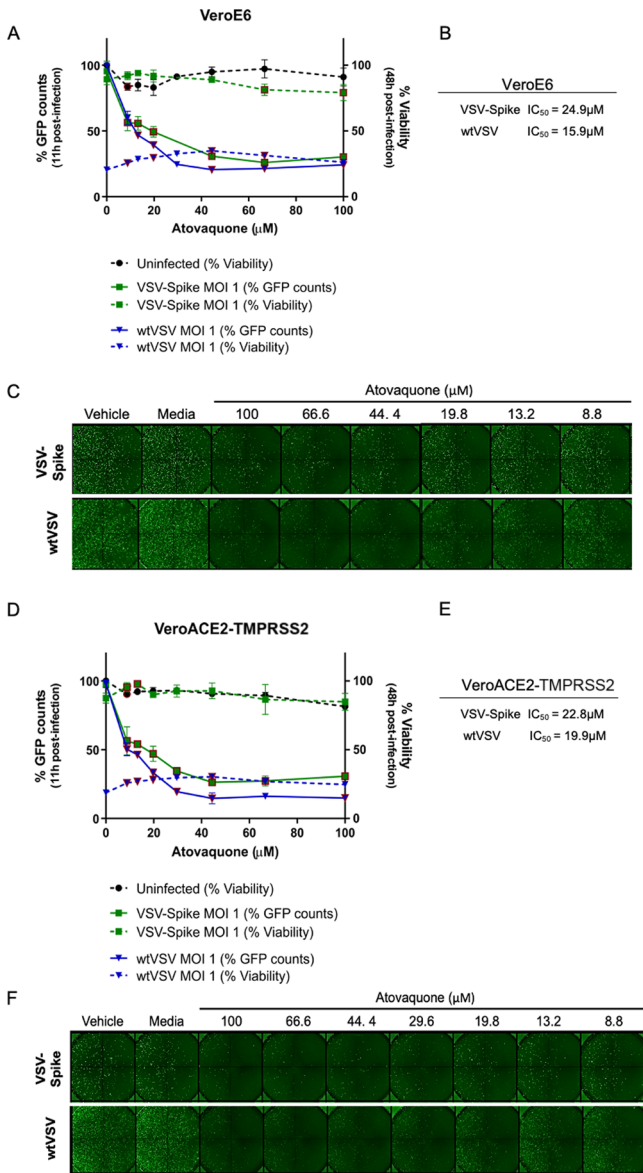 A
VeroE6
% GFP counts
(11h post-infection)
100
50
0
100
50
0
% Viability
(48h post-infection)
0 20 40 60 80 100
Atovaquone (μM)
Uninfected (% Viability)
VSV-Spike MOI 1 (% GFP counts)
VSV-Spike MOI 1 (% Viability)
wtVSV MOI 1 (% GFP counts)
wtVSV MOI 1 (% Viability)
B
VeroE6
VSV-Spike IC50 = 24.9μM
wtVSV IC50 = 15.9μM
C
Atovaquone (μM)
Vehicle Media 100 66.6 44. 4 19.8 13.2 8.8
VSV-
Spike
wtVSV
D
VeroACE2-TMPRSS2
% GFP counts
(11h post-infection)
100
50
0
100
50
0
% Viability
(48h post-infection)
0 20 40 60 80 100
Atovaquone (μM)
Uninfected (% Viability)
VSV-Spike MOI 1 (% GFP counts)
VSV-Spike MOI 1 (% Viability)
wtVSV MOI 1 (% GFP counts)
wtVSV MOI 1 (% Viability)
E
VeroACE2-TMPRSS2
VSV-Spike IC50 = 22.8μM
wtVSV IC50 = 19.9μM
F
Atovaquone (μM)
Vehicle Media 100 66.6 44. 4 29.6 19.8 13.2 8.8
VSV-
Spike
wtVSV